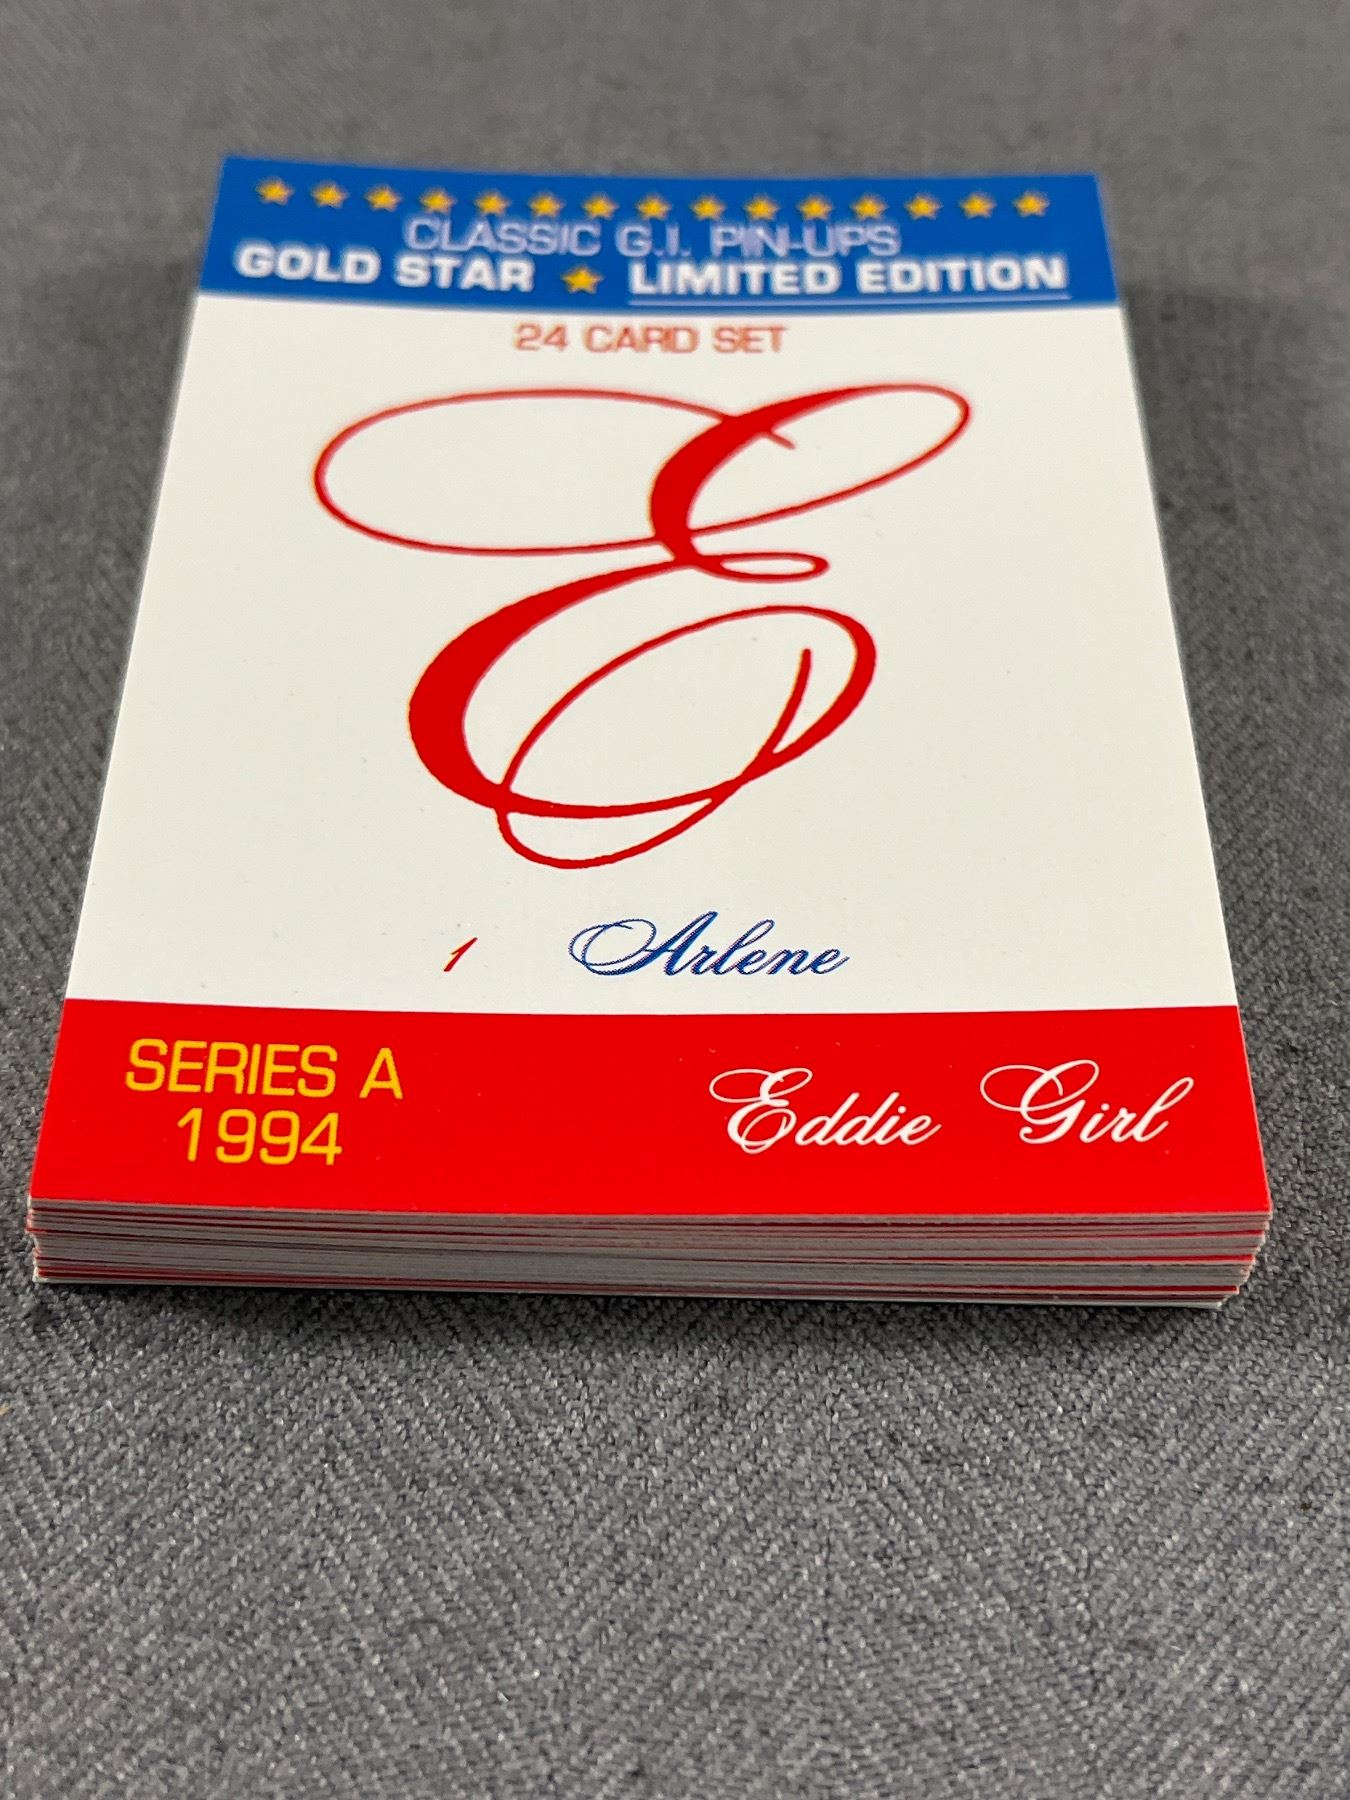 CLASSIC G.I. PIN-UPS
GOLD STAR ★ LIMITED EDITION
24 CARD SET
E
1 Arlene
SERIES A
1994
Eddie Girl